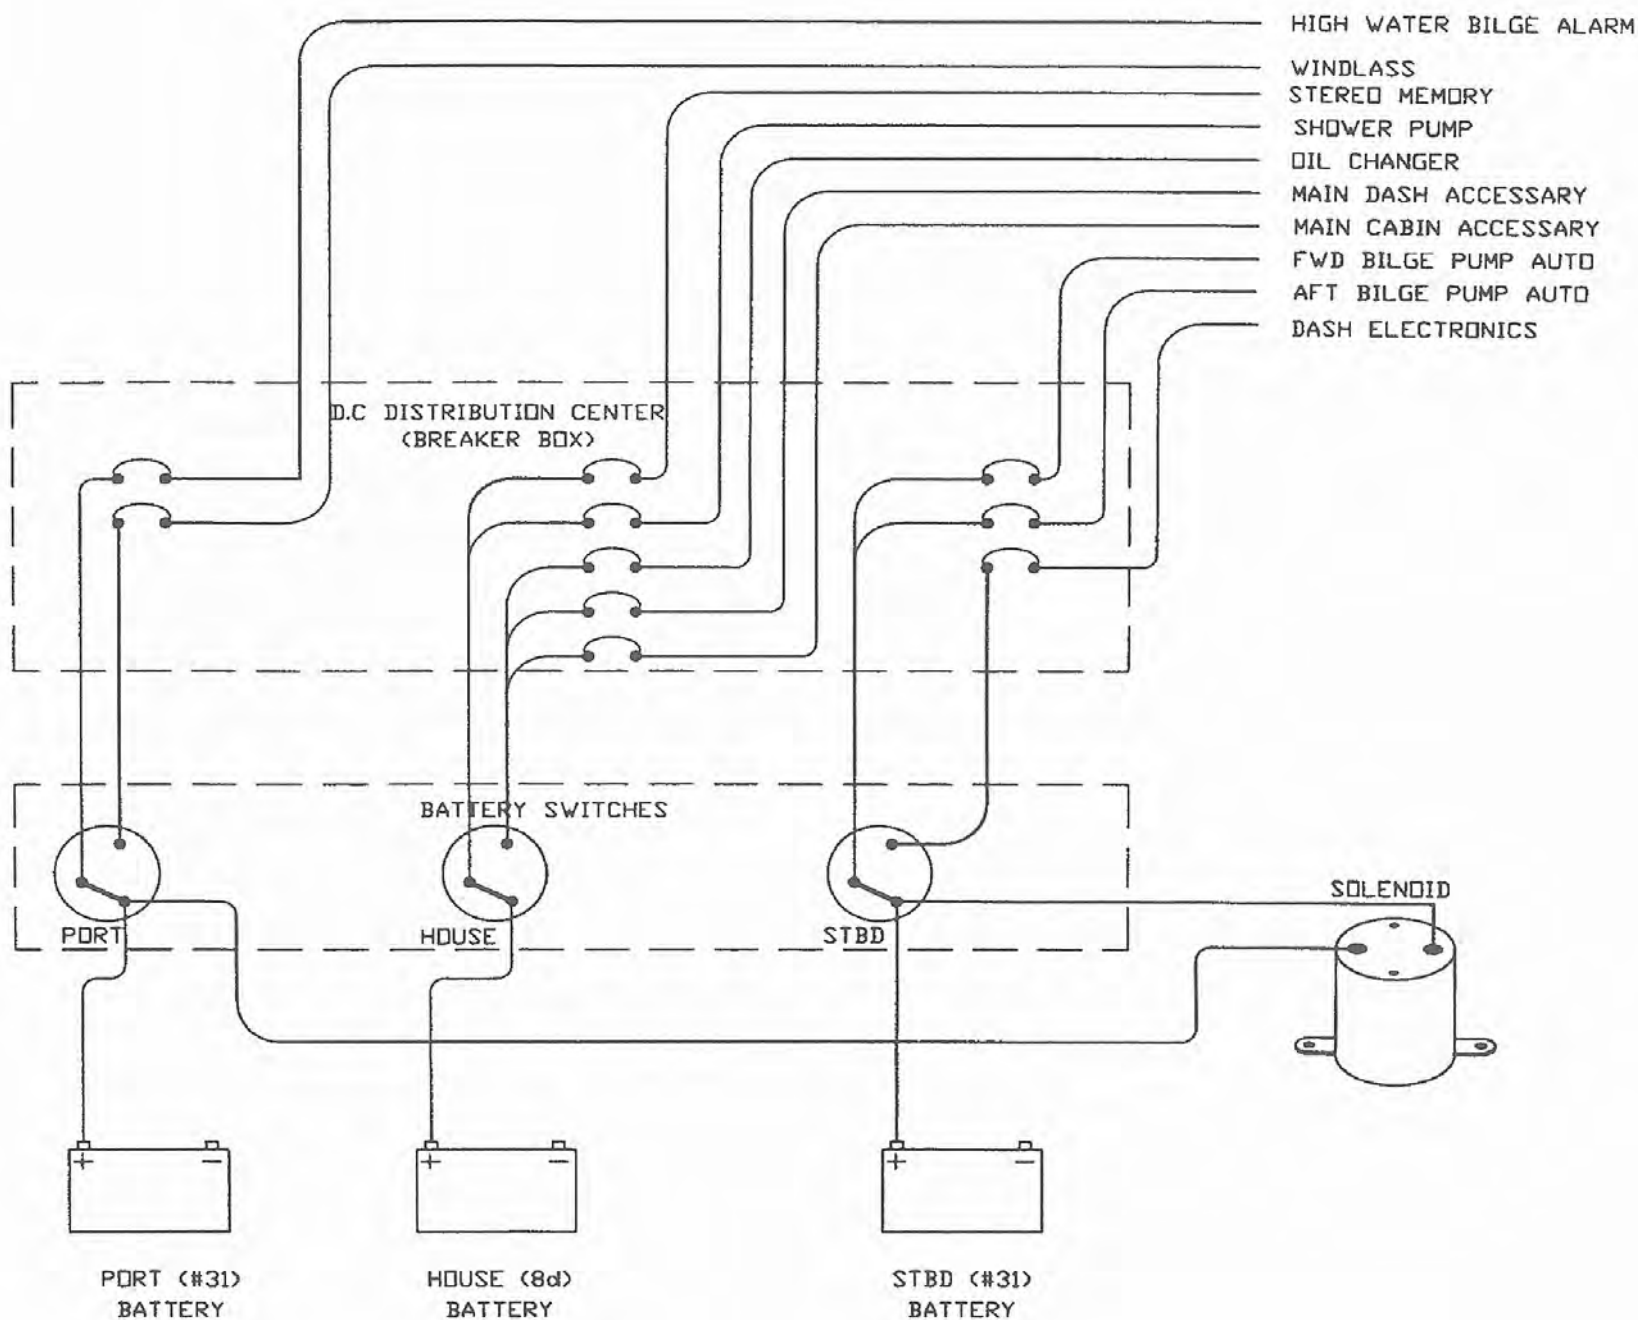 HIGH WATER BILGE ALARM
WINDLASS
STEREO MEMORY
SHOWER PUMP
OIL CHANGER
MAIN DASH ACCESSARY
MAIN CABIN ACCESSARY
FWD BILGE PUMP AUTO
AFT BILGE PUMP AUTO
DASH ELECTRONICS
D.C DISTRIBUTION CENTER
(BREAKER BOX)
BATTERY SWITCHES
PORT
HOUSE
STBD
SOLENOID
+ −
+ −
+ −
PORT (#31)
BATTERY
HOUSE (8d)
BATTERY
STBD (#31)
BATTERY